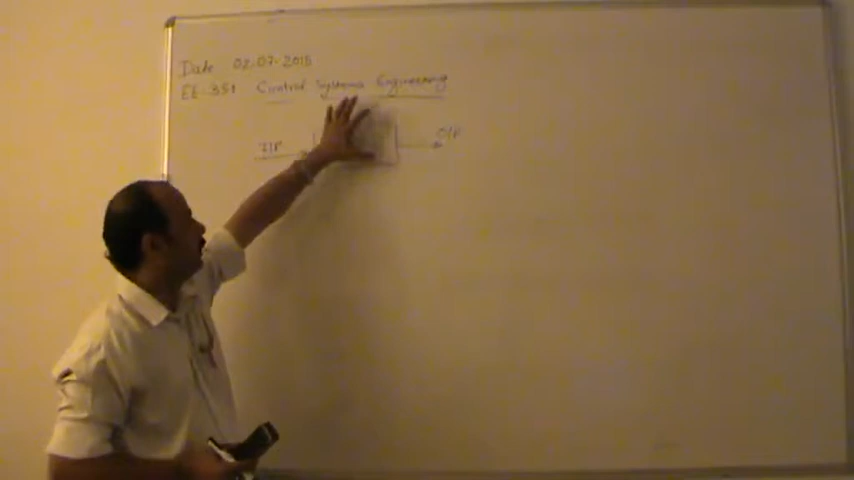 Date 02-07-2015
EE-351 Control Systems Engineering
I/P O/P